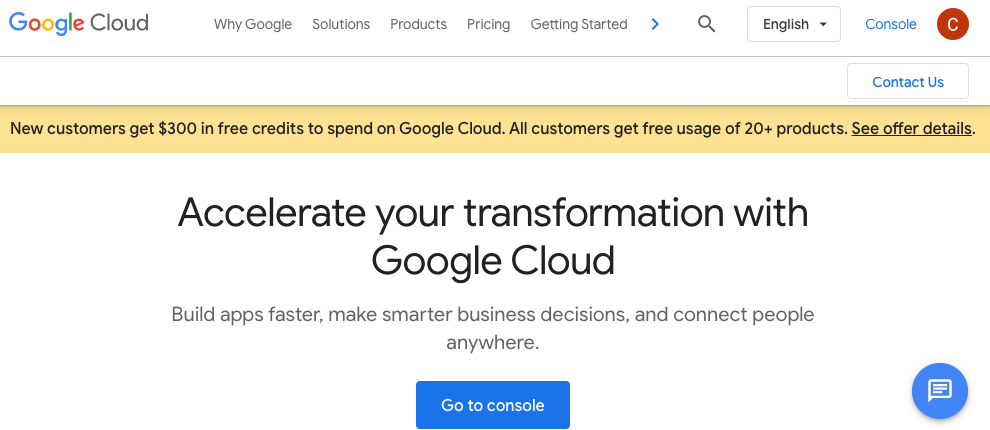 Google Cloud
Why Google Solutions Products Pricing Getting Started English Console C
Contact Us
New customers get $300 in free credits to spend on Google Cloud. All customers get free usage of 20+ products. See offer details.
Accelerate your transformation with
Google Cloud
Build apps faster, make smarter business decisions, and connect people
anywhere.
Go to console